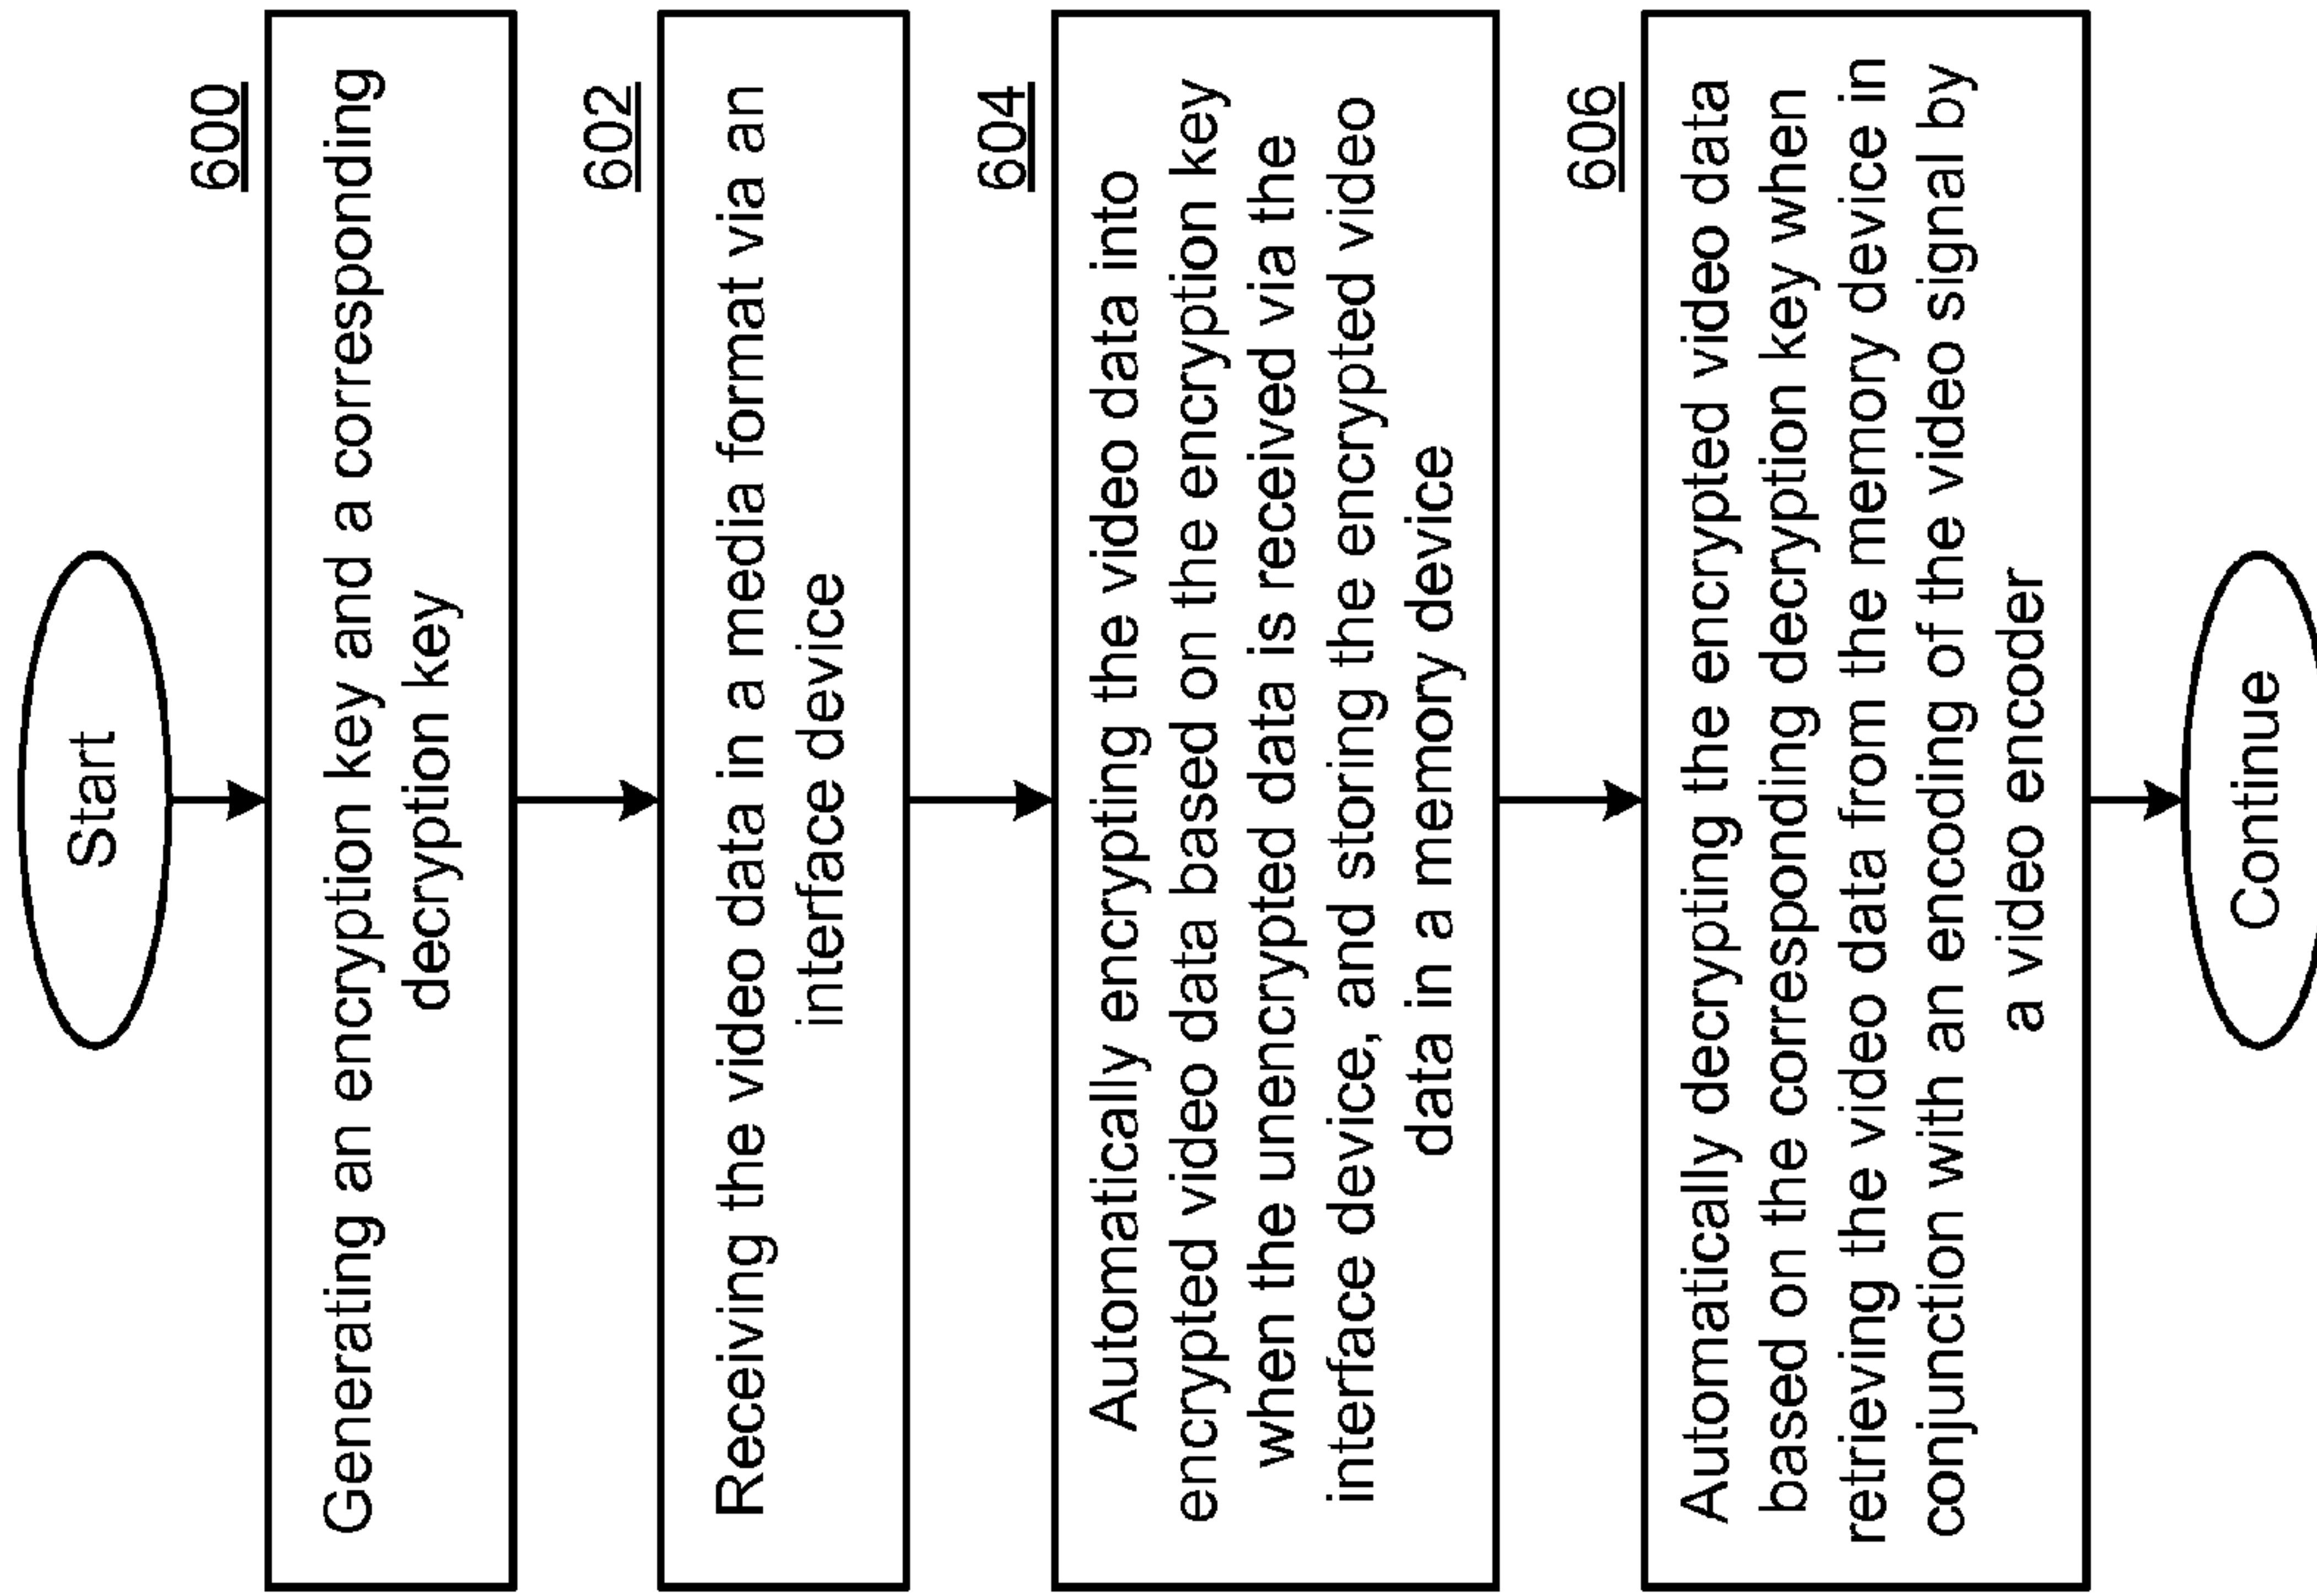 Start
600
Generating an encryption key and a corresponding
decryption key
602
Receiving the video data in a media format via an
interface device
604
Automatically encrypting the video data into
encrypted video data based on the encryption key
when the unencrypted data is received via the
interface device, and storing the encrypted video
data in a memory device
606
Automatically decrypting the encrypted video data
based on the corresponding decryption key when
retrieving the video data from the memory device in
conjunction with an encoding of the video signal by
a video encoder
Continue